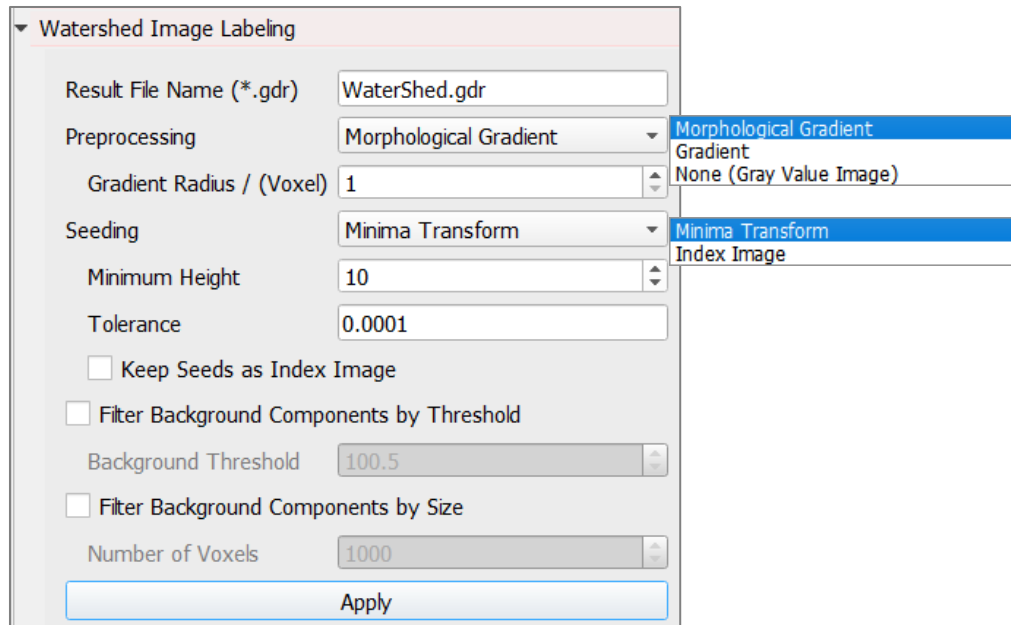 Watershed Image Labeling
Result File Name (*.gdr) WaterShed.gdr
Preprocessing Morphological Gradient
Morphological Gradient
Gradient
None (Gray Value Image)
Gradient Radius / (Voxel) 1
Seeding Minima Transform
Minima Transform
Index Image
Minimum Height 10
Tolerance 0.0001
Keep Seeds as Index Image
Filter Background Components by Threshold
Background Threshold 100.5
Filter Background Components by Size
Number of Voxels 1000
Apply